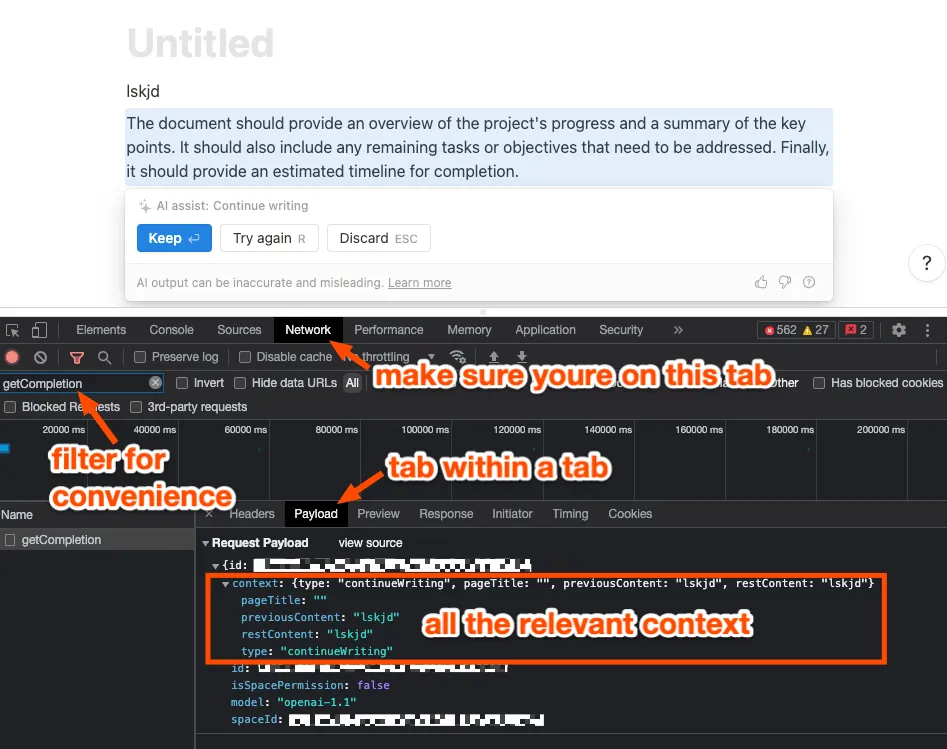 Untitled
lskjd
The document should provide an overview of the project's progress and a summary of the key
points. It should also include any remaining tasks or objectives that need to be addressed. Finally,
it should provide an estimated timeline for completion.
AI assist: Continue writing
Keep Try again R Discard ESC
AI output can be inaccurate and misleading. Learn more
?
Elements Console Sources Network Performance Memory Application Security » 562 27 2
Preserve log Disable cache throttling
make sure youre on this tab
getCompletion Invert Hide data URLs All Other Has blocked cookies
Blocked Requests 3rd-party requests
20000 ms 40000 ms 60000 ms 80000 ms 100000 ms 120000 ms 140000 ms 160000 ms 180000 ms 200000 ms
filter for
convenience
tab within a tab
Name
× Headers Payload Preview Response Initiator Timing Cookies
getCompletion
Request Payload view source
{id:
context: {type: "continueWriting", pageTitle: "", previousContent: "lskjd", restContent: "lskjd"}
pageTitle: ""
previousContent: "lskjd"
restContent: "lskjd"
type: "continueWriting"
all the relevant context
id:
isSpacePermission: false
model: "openai-1.1"
spaceId: